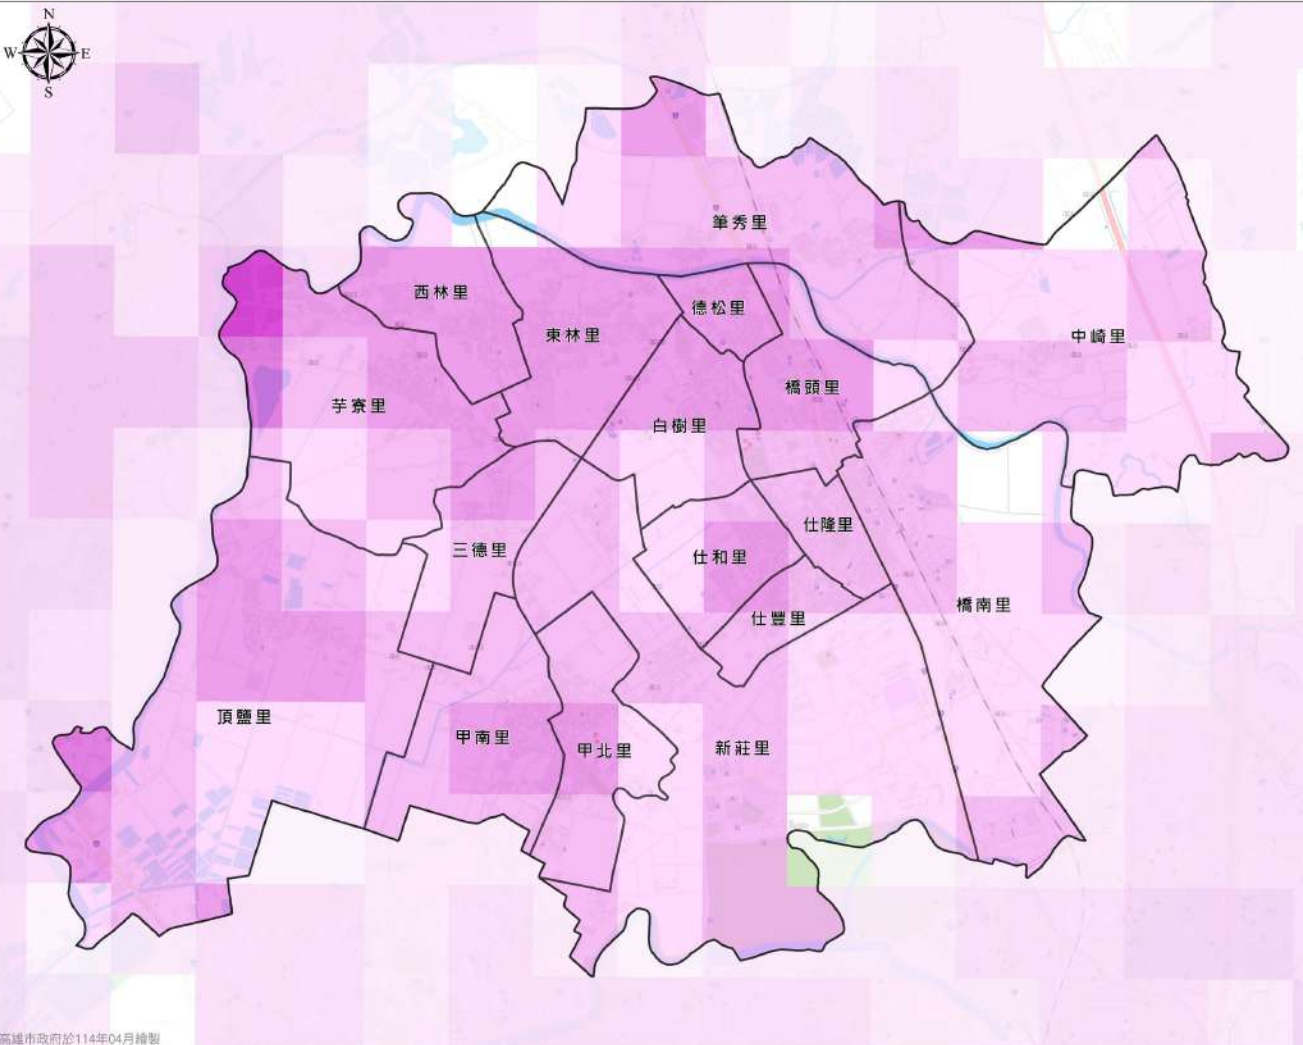 N
W E
S
筆秀里
西林里
德松里
東林里
中崎里
橋頭里
芋寮里
白樹里
仕隆里
三德里
仕和里
橋南里
仕豐里
頂鹽里
甲南里
甲北里
新莊里
高雄市政府於114年04月繪製